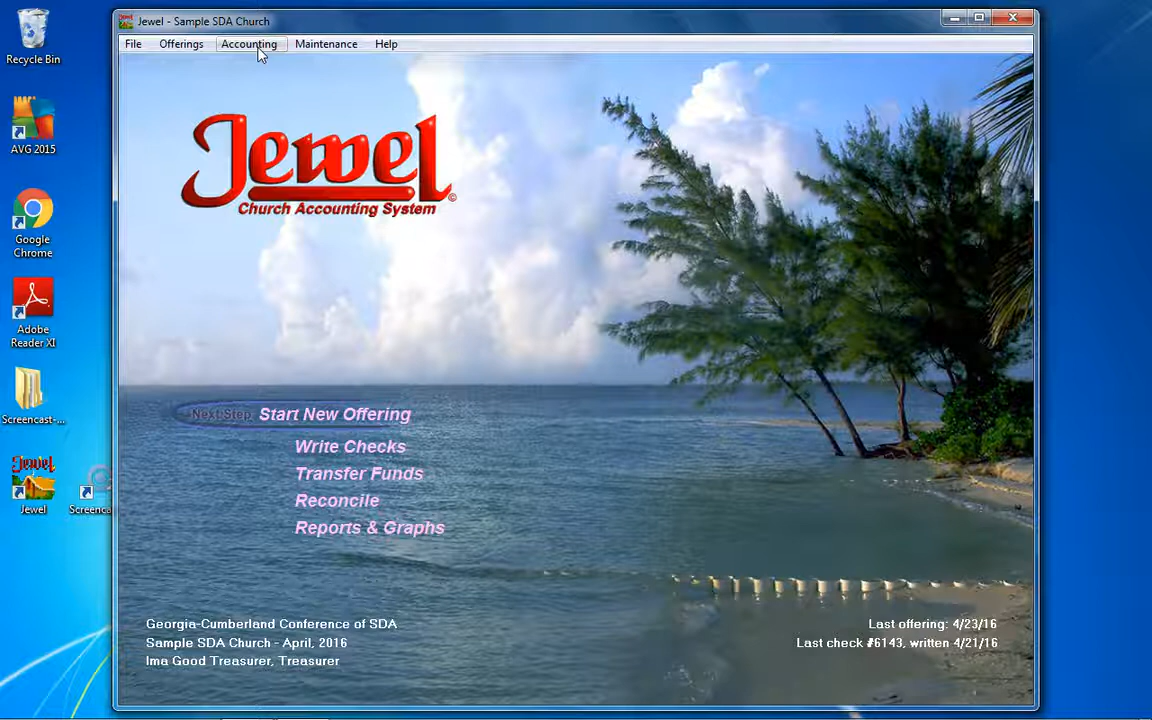 Jewel - Sample SDA Church
File Offerings Accounting Maintenance Help
Recycle Bin
AVG 2015
Google
Chrome
Adobe
Reader XI
Screencast-...
Jewel
Screenca
Jewel ©
Church Accounting System
Next Step Start New Offering
Write Checks
Transfer Funds
Reconcile
Reports & Graphs
Georgia-Cumberland Conference of SDA
Sample SDA Church - April, 2016
Ima Good Treasurer, Treasurer
Last offering: 4/23/16
Last check #6143, written 4/21/16